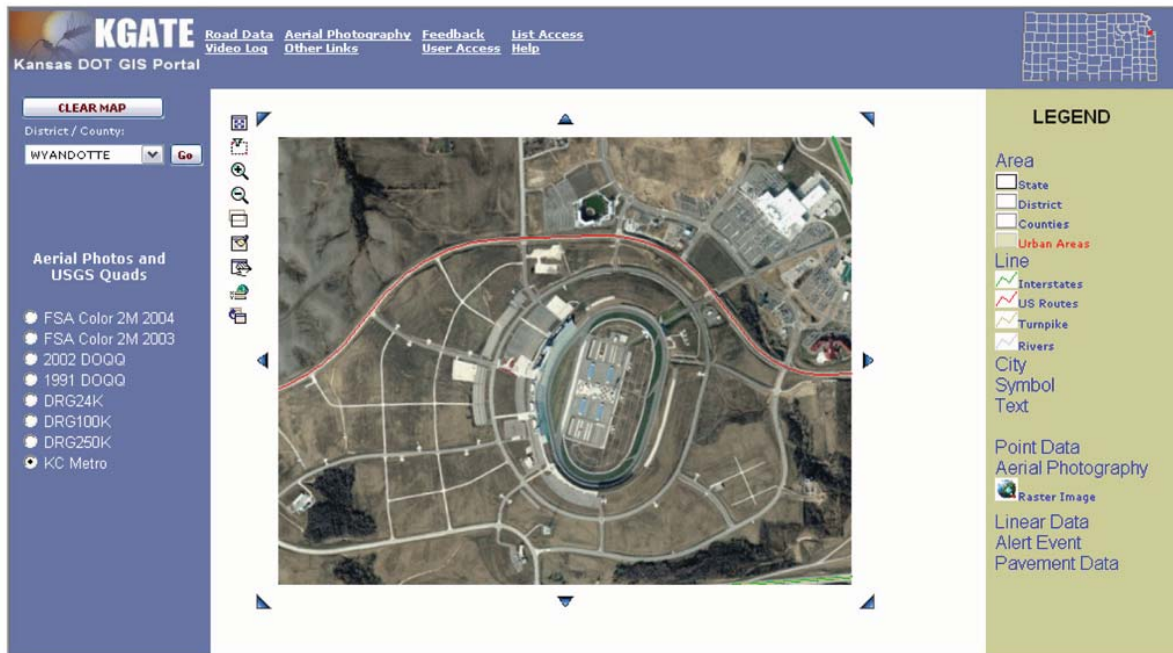 KGATE
Kansas DOT GIS Portal
Road Data Aerial Photography Feedback List Access
Video Log Other Links User Access Help
CLEAR MAP
District / County:
WYANDOTTE Go
Aerial Photos and
USGS Quads
FSA Color 2M 2004
FSA Color 2M 2003
2002 DOQQ
1991 DOQQ
DRG24K
DRG100K
DRG250K
KC Metro
LEGEND
Area
State
District
Counties
Urban Areas
Line
Interstates
US Routes
Turnpike
Rivers
City
Symbol
Text
Point Data
Aerial Photography
Raster Image
Linear Data
Alert Event
Pavement Data